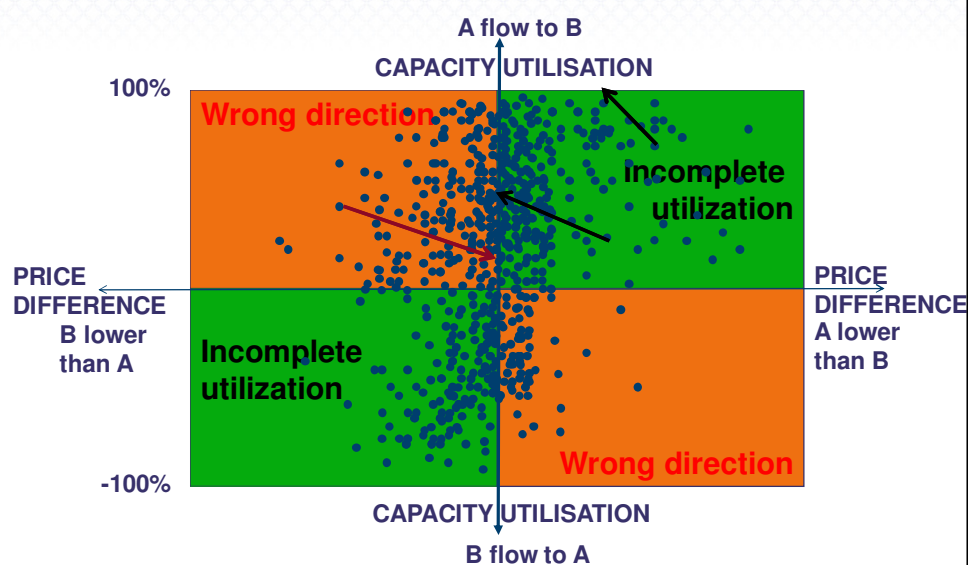 A flow to B
CAPACITY UTILISATION
100%
Wrong direction
Incomplete
utilization
PRICE
DIFFERENCE
B lower
than A
PRICE
DIFFERENCE
A lower
than B
Incomplete
utilization
Wrong direction
-100%
CAPACITY UTILISATION
B flow to A